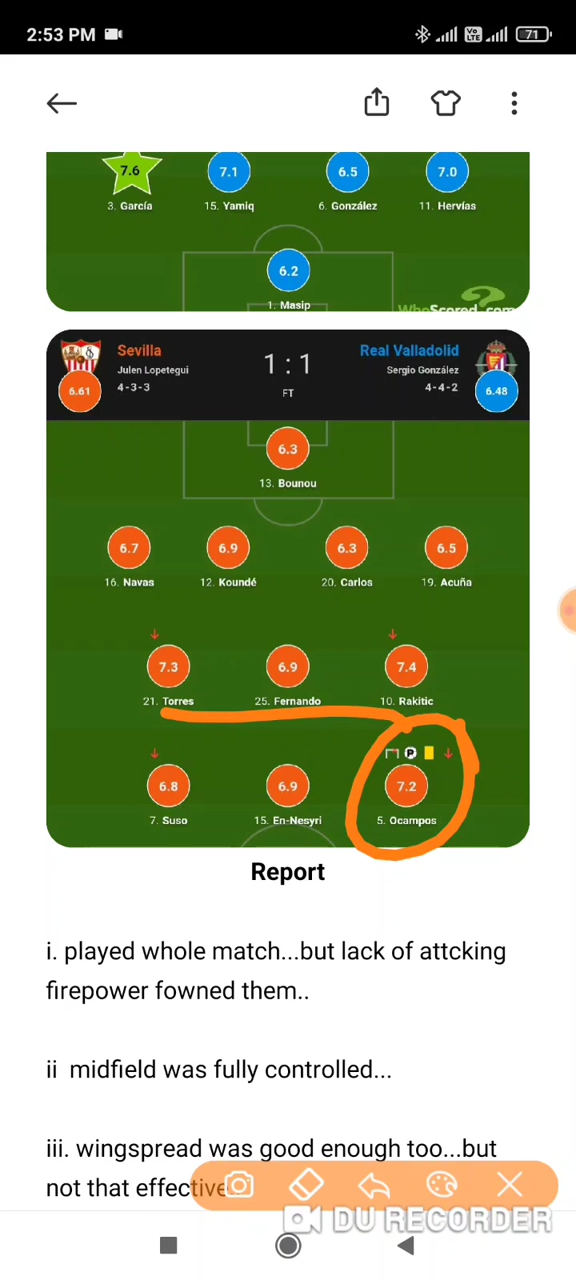 2:53 PM Vo LTE 71
7.6 7.1 6.5 7.0
3. García 15. Yamiq 6. González 11. Hervías
6.2
1. Masip
WhoScored.com
Sevilla 1 : 1 Real Valladolid
Julen Lopetegui Sergio González
6.61 4-3-3 FT 4-4-2 6.48
6.3
13. Bounou
6.7 6.9 6.3 6.5
16. Navas 12. Koundé 20. Carlos 19. Acuña
7.3 6.9 7.4
21. Torres 25. Fernando 10. Rakitic
P
6.8 6.9 7.2
7. Suso 15. En-Nesyri 5. Ocampos
Report
i. played whole match...but lack of attcking
firepower fowned them..
ii midfield was fully controlled...
iii. wingspread was good enough too...but
not that effective
DU RECORDER